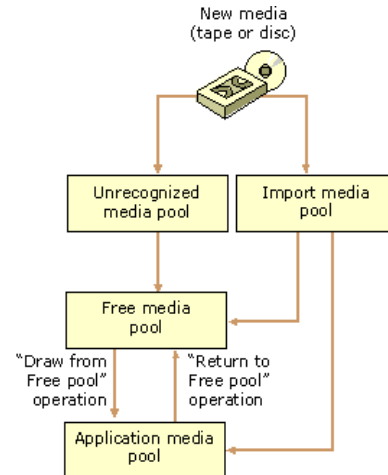 New media
(tape or disc)
Unrecognized
media pool
Import media
pool
Free media
pool
“Draw from
Free pool”
operation
“Return to
Free pool”
operation
Application media
pool